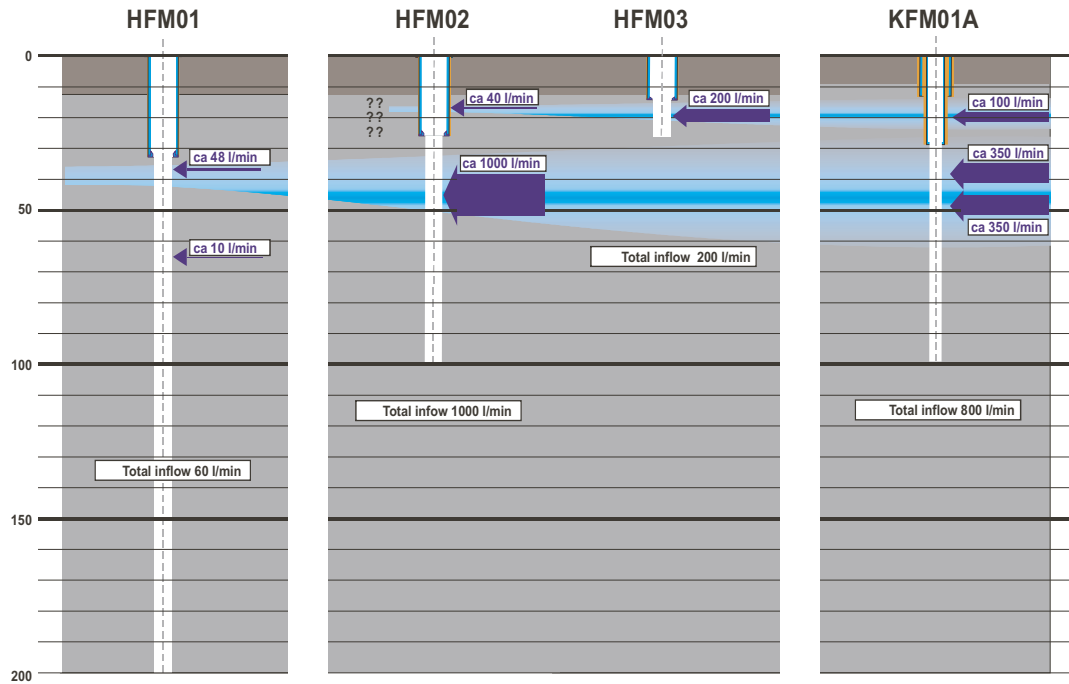 HFM01
HFM02
HFM03
KFM01A
0
50
100
150
200
ca 48 l/min
ca 10 l/min
Total inflow 60 l/min
??
??
??
ca 40 l/min
ca 1000 l/min
Total infow 1000 l/min
ca 200 l/min
Total inflow 200 l/min
ca 100 l/min
ca 350 l/min
ca 350 l/min
Total inflow 800 l/min